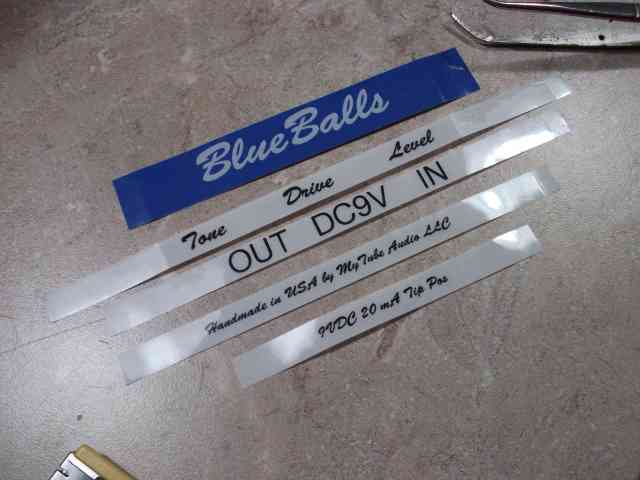 BlueBalls
Tone Drive Level
OUT DC9V IN
Handmade in USA by MyTube Audio LLC
9VDC 20 mA Tip Pos